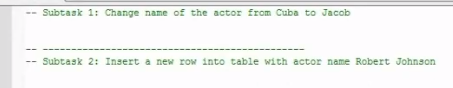 -- Subtask 1: Change name of the actor from Cuba to Jacob
-- --------------------------------------------
-- Subtask 2: Insert a new row into table with actor name Robert Johnson